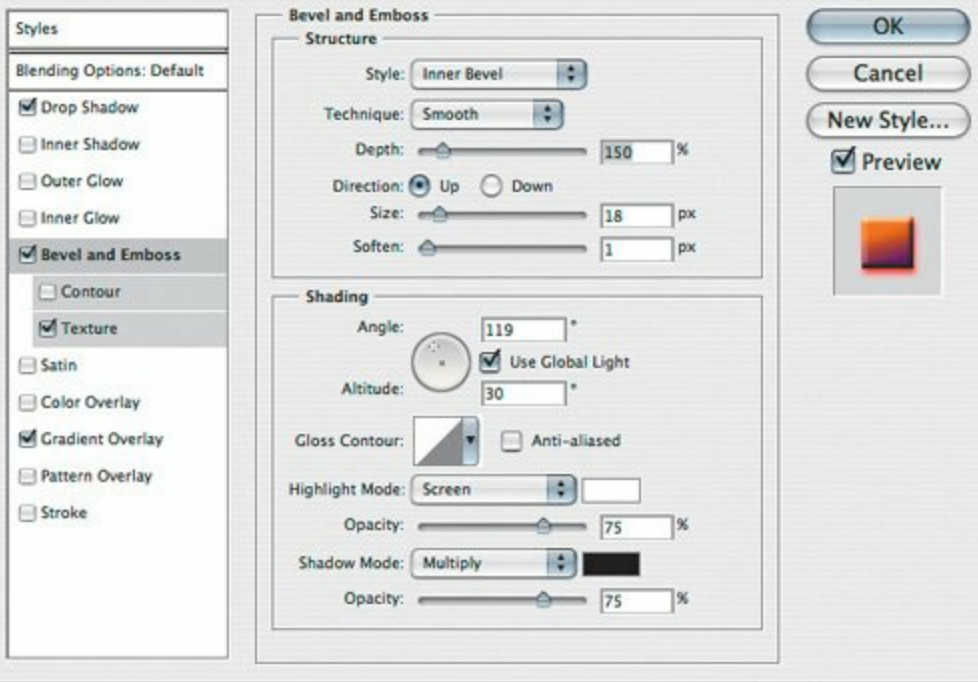 Styles
Blending Options: Default
Drop Shadow
Inner Shadow
Outer Glow
Inner Glow
Bevel and Emboss
Contour
Texture
Satin
Color Overlay
Gradient Overlay
Pattern Overlay
Stroke
Bevel and Emboss
Structure
Style: Inner Bevel
Technique: Smooth
Depth: 150 %
Direction: Up Down
Size: 18 px
Soften: 1 px
Shading
Angle: 119 °
Use Global Light
Altitude: 30 °
Gloss Contour: Anti-aliased
Highlight Mode: Screen
Opacity: 75 %
Shadow Mode: Multiply
Opacity: 75 %
OK
Cancel
New Style...
Preview